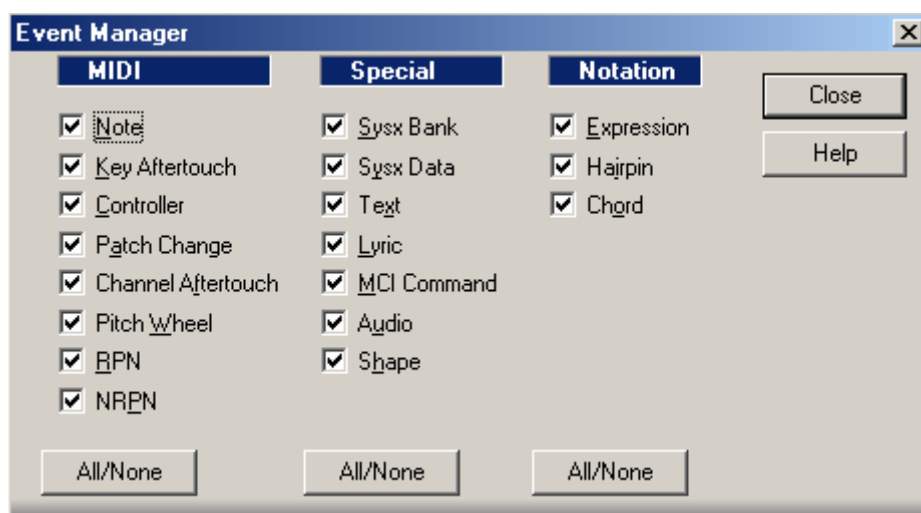 Event Manager
MIDI
Note
Key Aftertouch
Controller
Patch Change
Channel Aftertouch
Pitch Wheel
RPN
NRPN
All/None
Special
Sysx Bank
Sysx Data
Text
Lyric
MCI Command
Audio
Shape
All/None
Notation
Expression
Hairpin
Chord
All/None
Close
Help